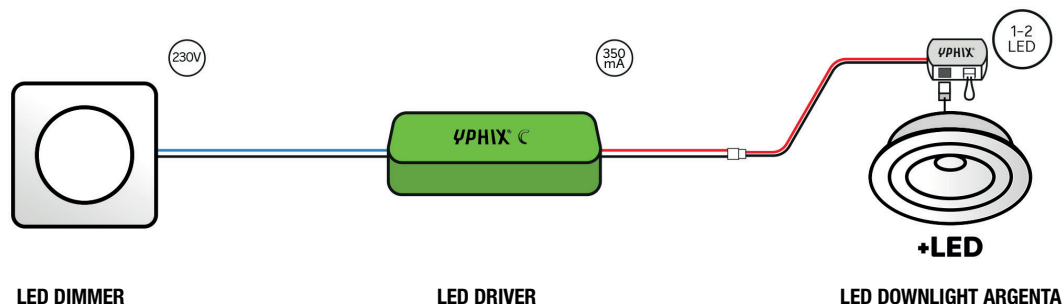 230V
350
mA
1-2
LED
YPHIX®
YPHIX® C
+LED
LED DIMMER
LED DRIVER
LED DOWNLIGHT ARGENTA